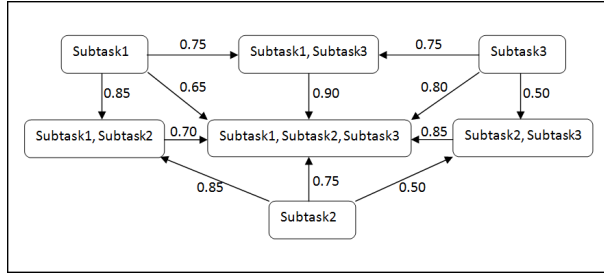 Subtask1 0.75 Subtask1, Subtask3 0.75 Subtask3
0.85 0.65 0.90 0.80 0.50
Subtask1, Subtask2 0.70 Subtask1, Subtask2, Subtask3 0.85 Subtask2, Subtask3
0.85 0.75 0.50
Subtask2